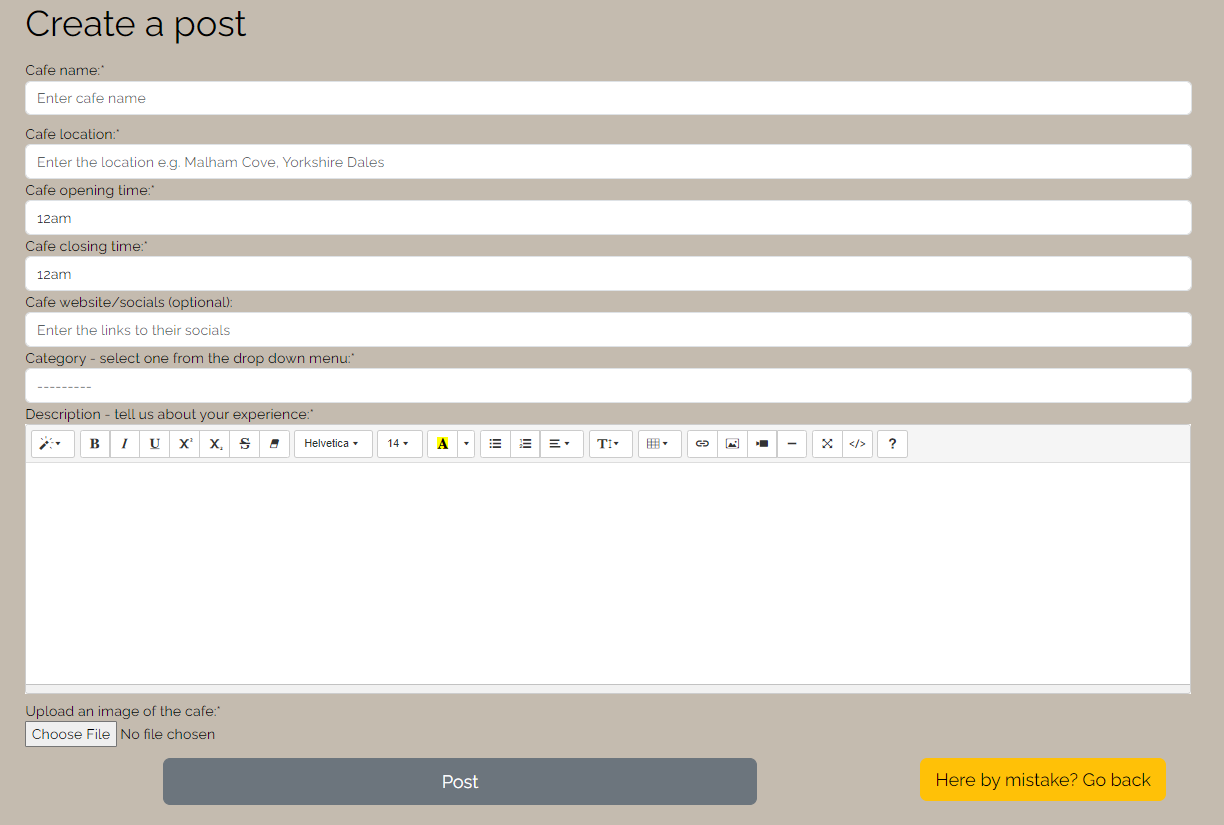 Create a post
Cafe name:*
Enter cafe name
Cafe location:*
Enter the location e.g. Malham Cove, Yorkshire Dales
Cafe opening time:*
12am
Cafe closing time:*
12am
Cafe website/socials (optional):
Enter the links to their socials
Category - select one from the drop down menu:*
---------
Description - tell us about your experience:*
B I U X² X₂ S Helvetica 14 A T </> ?
Upload an image of the cafe:*
Choose File No file chosen
Post Here by mistake? Go back